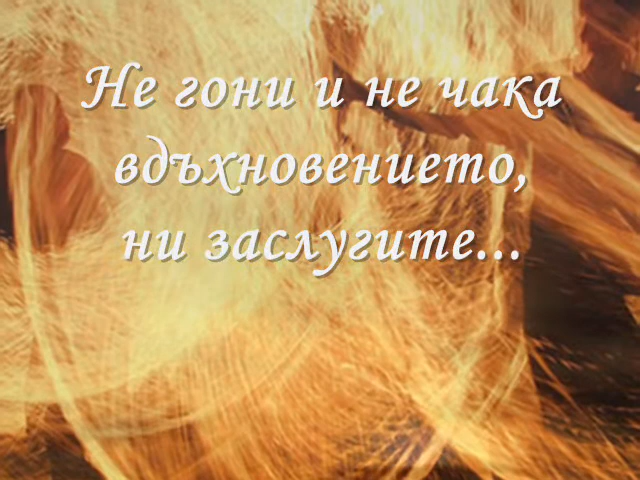 Не гони и не чака
вдъхновението,
ни заслугите...